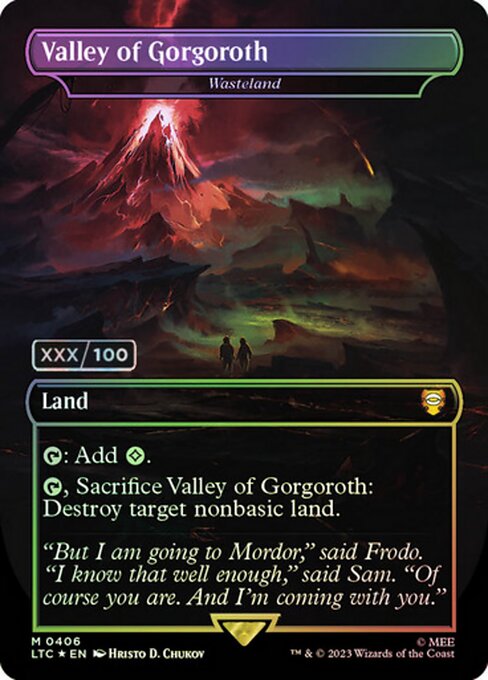 Valley of Gorgoroth
Wasteland
XXX/100
Land
: Add .
, Sacrifice Valley of Gorgoroth:
Destroy target nonbasic land.
“But I am going to Mordor,” said Frodo.
“I know that well enough,” said Sam. “Of
course you are. And I’m coming with you.”
M 0406
LTC ★ EN Hristo D. Chukov
© MEE
™ & © 2023 Wizards of the Coast